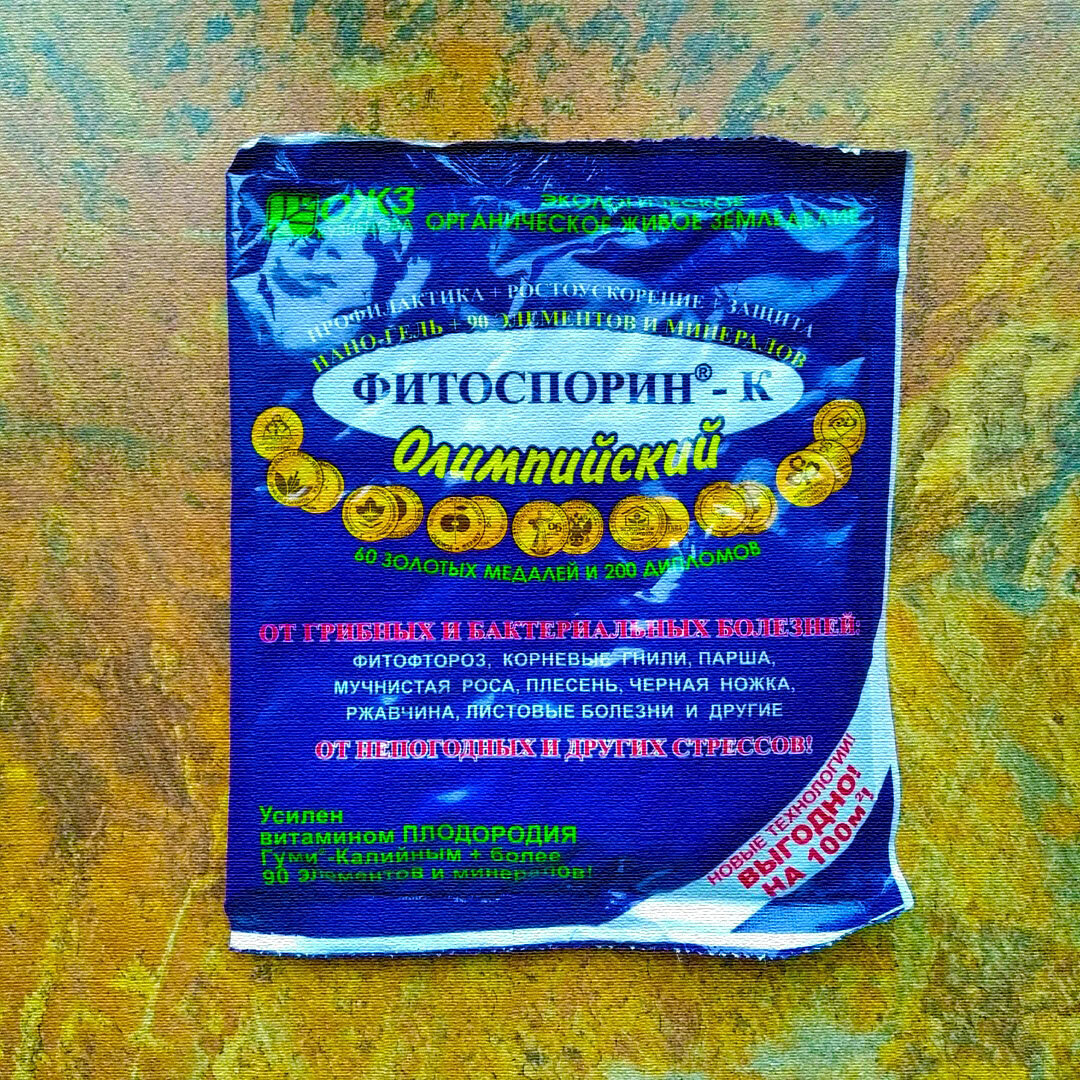 ОЖЗ
ЭКОЛОГИЧЕСКОЕ
ОРГАНИЧЕСКОЕ ЖИВОЕ ЗЕМЛЕДЕЛИЕ
ПРОФИЛАКТИКА + РОСТОУСКОРЕНИЕ + ЗАЩИТА
НАНО-ГЕЛЬ + 90 ЭЛЕМЕНТОВ И МИНЕРАЛОВ
ФИТОСПОРИН® - К
Олимпийский
60 ЗОЛОТЫХ МЕДАЛЕЙ И 200 ДИПЛОМОВ
ОТ ГРИБНЫХ И БАКТЕРИАЛЬНЫХ БОЛЕЗНЕЙ:
ФИТОФТОРОЗ, КОРНЕВЫЕ ГНИЛИ, ПАРША,
МУЧНИСТАЯ РОСА, ПЛЕСЕНЬ, ЧЕРНАЯ НОЖКА,
РЖАВЧИНА, ЛИСТОВЫЕ БОЛЕЗНИ И ДРУГИЕ
ОТ НЕПОГОДНЫХ И ДРУГИХ СТРЕССОВ!
Усилен
витамином ПЛОДОРОДИЯ
Гуми -Калийным + более
90 элементов и минералов!
НОВЫЕ ТЕХНОЛОГИИ!
ВЫГОДНО!
НА 100м²!